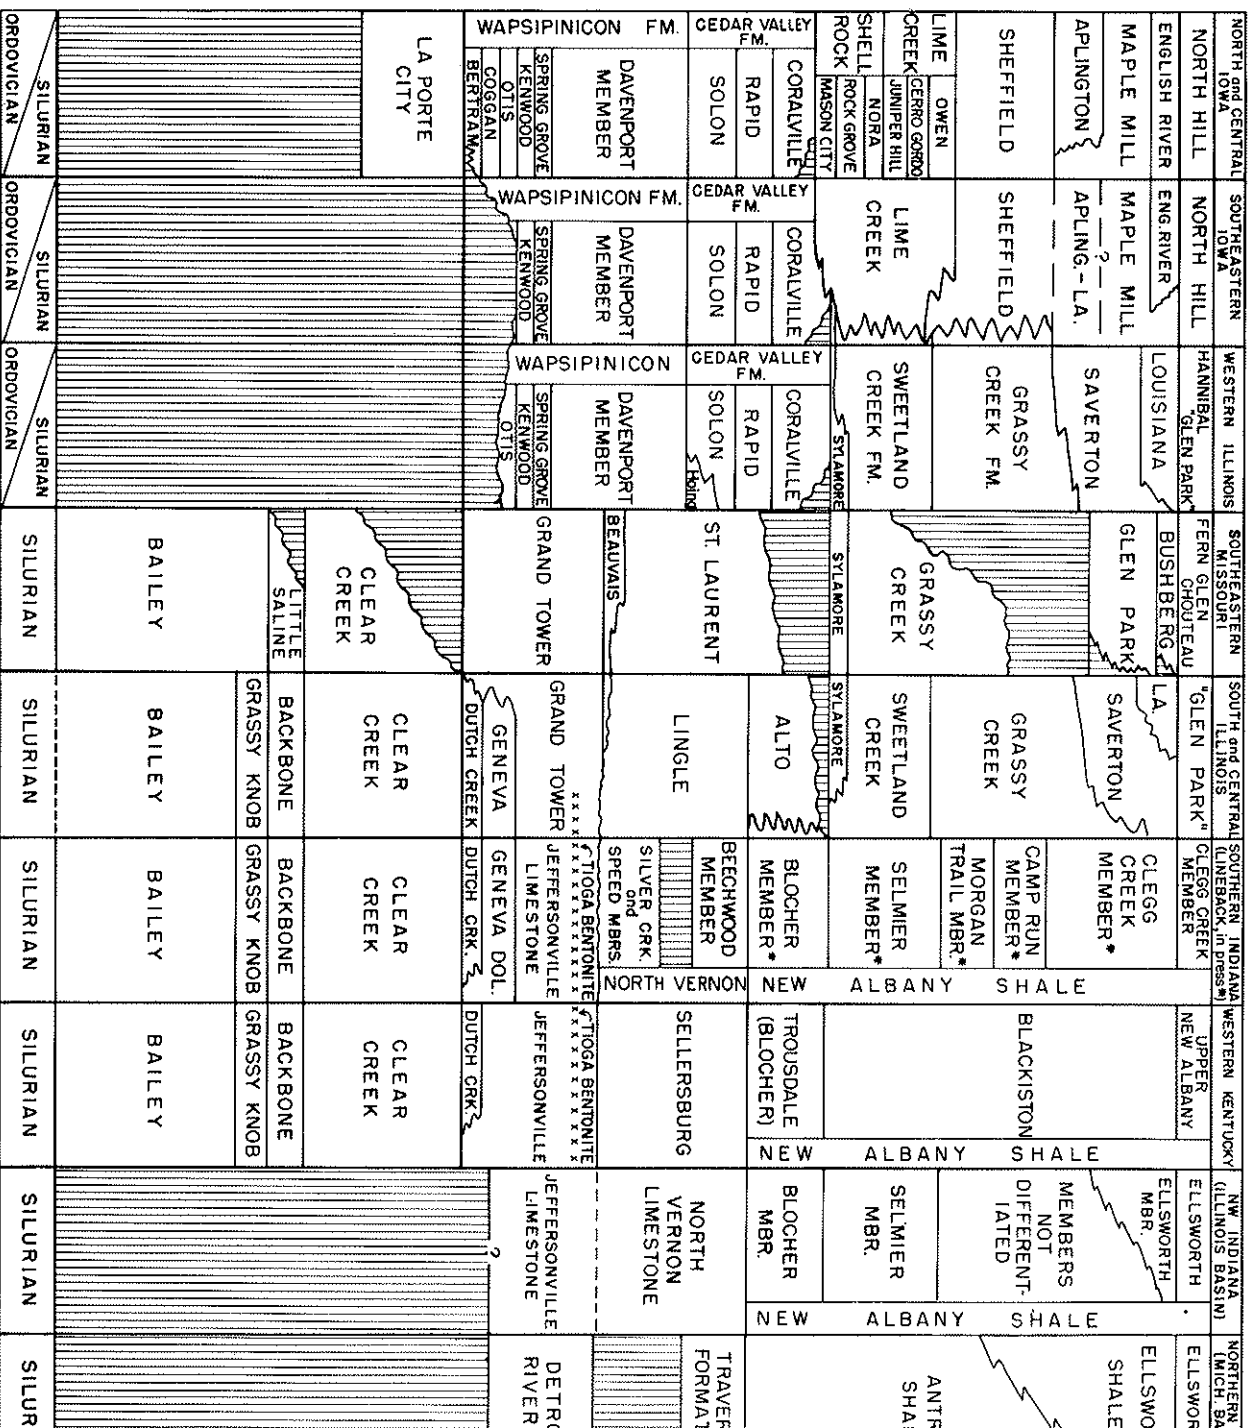 NORTH and CENTRAL
IOWA
NORTH HILL
ENGLISH RIVER
MAPLE MILL
APLINGTON
SHEFFIELD
LIME
CREEK
OWEN
CERRO GORDO
JUNIPER HILL
SHELL
ROCK
NORA
ROCK GROVE
MASON CITY
CEDAR VALLEY
FM.
CORALVILLE
RAPID
SOLON
WAPSIPINICON FM.
DAVENPORT
MEMBER
SPRING GROVE
KENWOOD
OTIS
COGGAN
BERTRAM
LA PORTE
CITY
SILURIAN
ORDOVICIAN
SOUTHEASTERN
IOWA
NORTH HILL
ENG. RIVER
MAPLE MILL
?
APLING.-LA.
SHEFFIELD
LIME
CREEK
CEDAR VALLEY
FM.
CORALVILLE
RAPID
SOLON
WAPSIPINICON FM.
DAVENPORT
MEMBER
SPRING GROVE
KENWOOD
SILURIAN
ORDOVICIAN
WESTERN ILLINOIS
HANNIBAL
"GLEN PARK"
LOUISIANA
SAVERTON
GRASSY
CREEK FM.
SWEETLAND
CREEK FM.
SYLAMORE
CEDAR VALLEY
FM.
CORALVILLE
RAPID
SOLON
Hoing
WAPSIPINICON
DAVENPORT
MEMBER
SPRING GROVE
KENWOOD
OTIS
SILURIAN
ORDOVICIAN
SOUTHEASTERN
MISSOURI
FERN GLEN
CHOUTEAU
BUSHBERG
GLEN PARK
GRASSY
CREEK
SYLAMORE
ST. LAURENT
BEAUVAIS
GRAND TOWER
CLEAR
CREEK
LITTLE
SALINE
BAILEY
SILURIAN
SOUTH and CENTRAL
ILLINOIS
"GLEN PARK"
LA.
SAVERTON
GRASSY
CREEK
SWEETLAND
CREEK
SYLAMORE
ALTO
LINGLE
x x x x
GRAND TOWER
GENEVA
DUTCH CREEK
CLEAR
CREEK
BACKBONE
GRASSY KNOB
BAILEY
SILURIAN
SOUTHERN INDIANA
(LINEBACK, in press*)
CLEGG CREEK
MEMBER
CLEGG
CREEK
MEMBER*
CAMP RUN
MEMBER*
MORGAN
TRAIL MBR.*
SELMIER
MEMBER*
BLOCHER
MEMBER*
NEW ALBANY SHALE
BEECHWOOD
MEMBER
SILVER CRK.
and
SPEED MBRS.
NORTH VERNON
TIOGA BENTONITE
x x x x x x x x x x x x
JEFFERSONVILLE
LIMESTONE
GENEVA DOL.
DUTCH CRK.
CLEAR
CREEK
BACKBONE
GRASSY KNOB
BAILEY
SILURIAN
WESTERN KENTUCKY
UPPER
NEW ALBANY
BLACKISTON
TROUSDALE
(BLOCHER)
NEW ALBANY SHALE
SELLERSBURG
TIOGA BENTONITE
x x x x x x x x x x x x
JEFFERSONVILLE
DUTCH CRK.
CLEAR
CREEK
BACKBONE
GRASSY KNOB
BAILEY
SILURIAN
NW INDIANA
(ILLINOIS BASIN)
ELLSWORTH
ELLSWORTH
MBR.
MEMBERS
NOT
DIFFERENT-
IATED
SELMIER
MBR.
BLOCHER
MBR.
NEW ALBANY SHALE
NORTH
VERNON
LIMESTONE
JEFFERSONVILLE
LIMESTONE
?
SILURIAN
NORTHERN
(MICH. BA
ELLSWOR
ELLSWO
SHALE
ANTR
SHA
TRAVER
FORMAT
DETRO
RIVER
SILUR